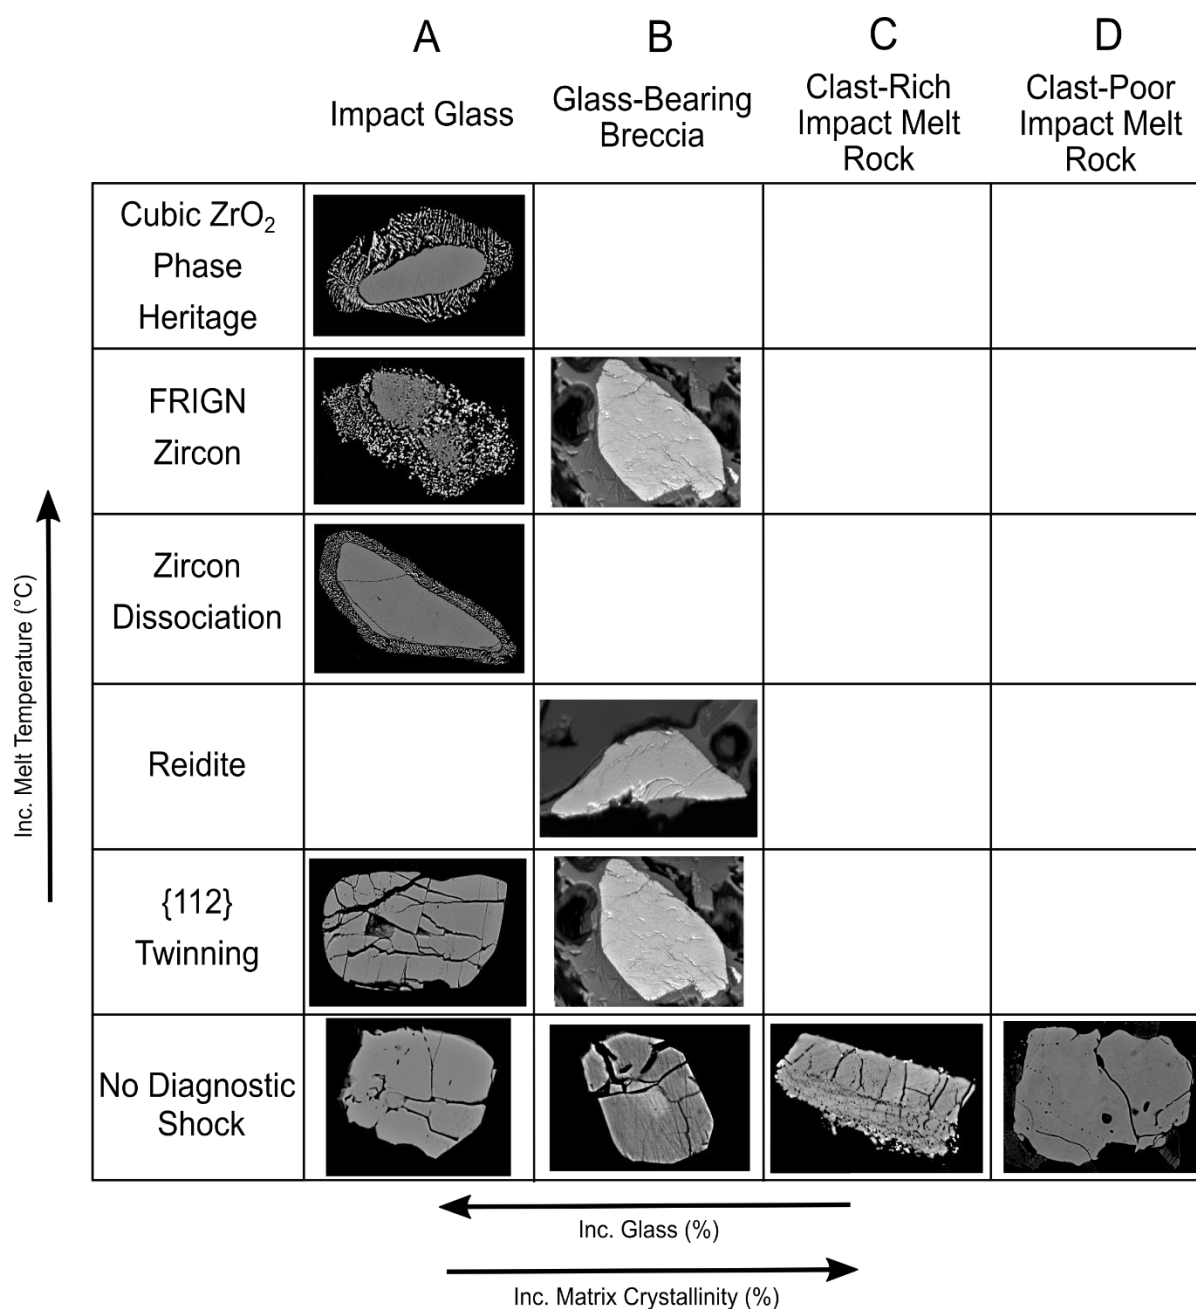 A
B
C
D
Impact Glass
Glass-Bearing
Breccia
Clast-Rich
Impact Melt
Rock
Clast-Poor
Impact Melt
Rock
Cubic ZrO₂
Phase
Heritage
FRIGN
Zircon
Zircon
Dissociation
Reidite
{112}
Twinning
No Diagnostic
Shock
Inc. Melt Temperature (°C)
Inc. Glass (%)
Inc. Matrix Crystallinity (%)